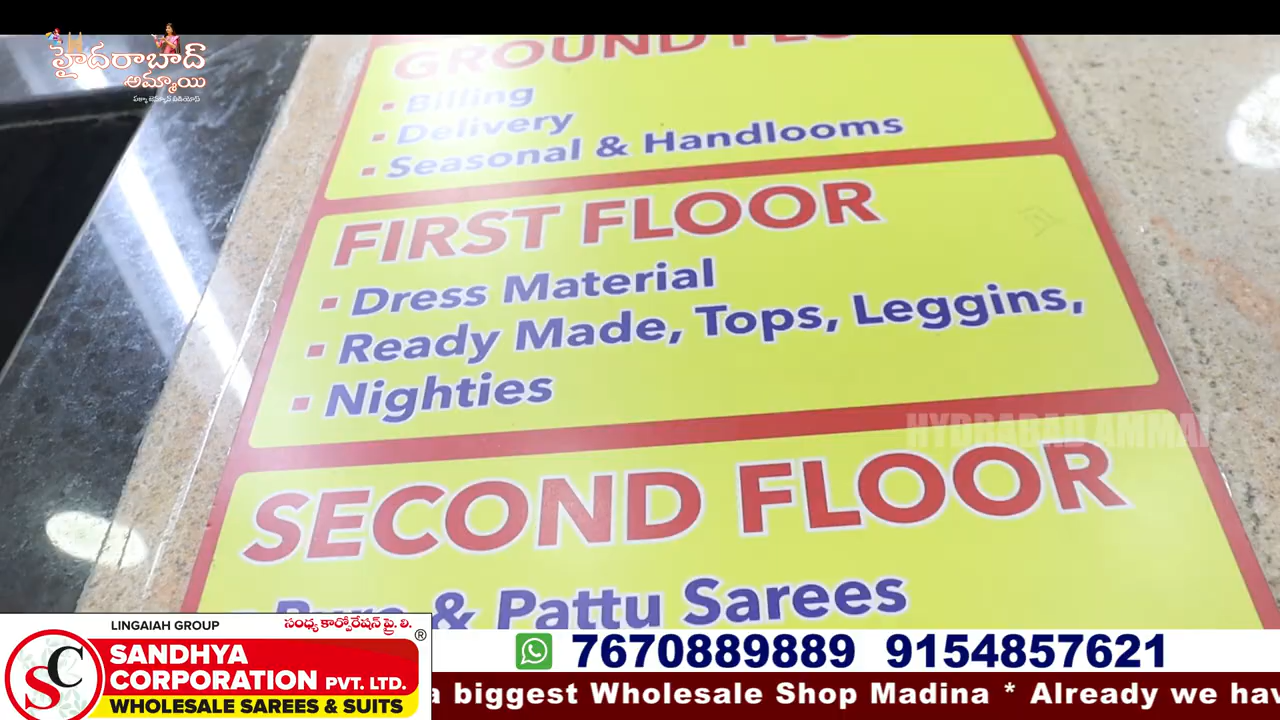 హైదరాబాద్
అమ్మాయి
GROUND
Billing
Delivery
Seasonal & Handlooms
FIRST FLOOR
Dress Material
Ready Made, Tops, Leggins,
Nighties
HYDRABAD AMMAI
SECOND FLOOR
Pure & Pattu Sarees
LINGAIAH GROUP
సంధ్య కార్పోరేషన్ ప్రై. లి.
®
SC
SANDHYA
CORPORATION PVT. LTD.
WHOLESALE SAREES & SUITS
7670889889 9154857621
a biggest Wholesale Shop Madina * Already we hav